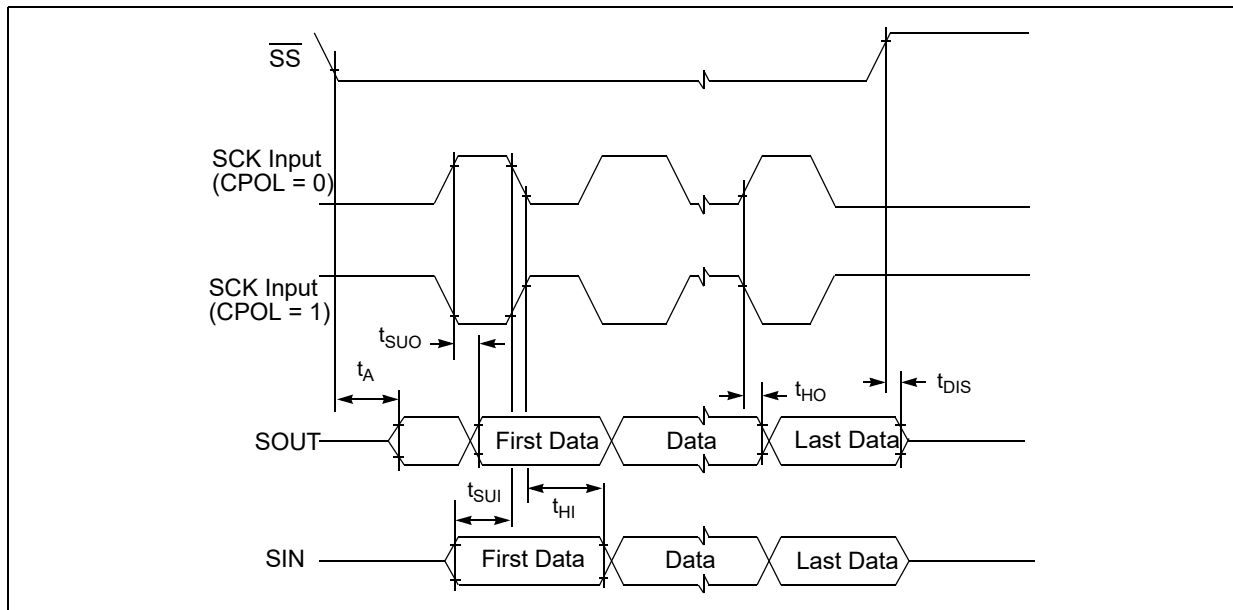 SS
SCK Input
(CPOL = 0)
SCK Input
(CPOL = 1)
tSUO
tA
tHO
tDIS
SOUT
First Data
Data
Last Data
tSUI
tHI
SIN
First Data
Data
Last Data